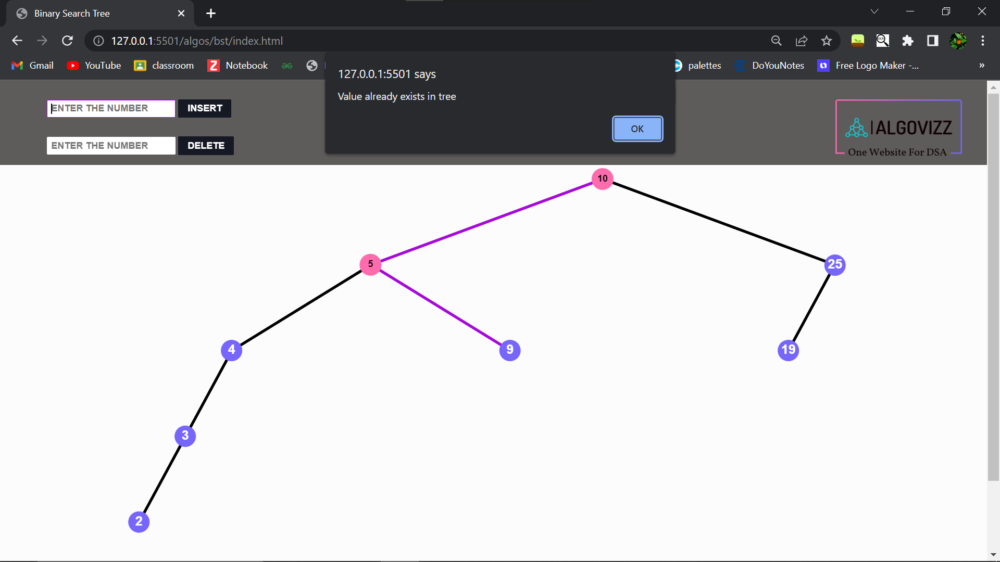 Binary Search Tree
127.0.0.1:5501/algos/bst/index.html
Gmail YouTube classroom Notebook palettes DoYouNotes Free Logo Maker -... »
127.0.0.1:5501 says
Value already exists in tree
OK
ENTER THE NUMBER INSERT
ENTER THE NUMBER DELETE
ALGOVIZZ
One Website For DSA
10
5
25
4
9
19
3
2